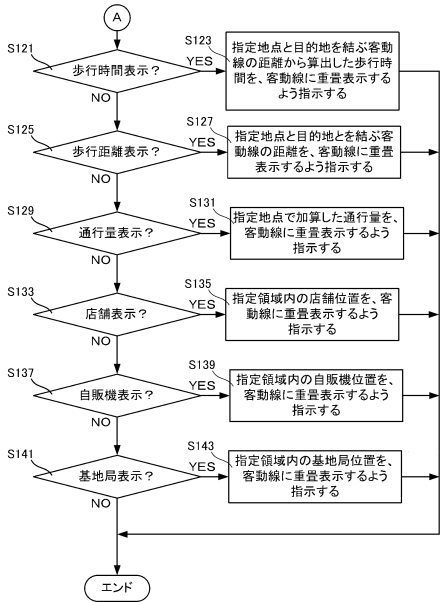 A
S121
歩行時間表示？
YES
NO
S123
指定地点と目的地を結ぶ客動
線の距離から算出した歩行時
間を、客動線に重畳表示する
よう指示する
S125
歩行距離表示？
YES
NO
S127
指定地点と目的地とを結ぶ客
動線の距離を、客動線に重畳
表示するよう指示する
S129
通行量表示？
YES
NO
S131
指定地点で加算した通行量を、
客動線に重畳表示するよう
指示する
S133
店舗表示？
YES
NO
S135
指定領域内の店舗位置を、客
動線に重畳表示するよう
指示する
S137
自販機表示？
YES
NO
S139
指定領域内の自販機位置を、
客動線に重畳表示するよう
指示する
S141
基地局表示？
YES
NO
S143
指定領域内の基地局位置を、
客動線に重畳表示するよう
指示する
エンド